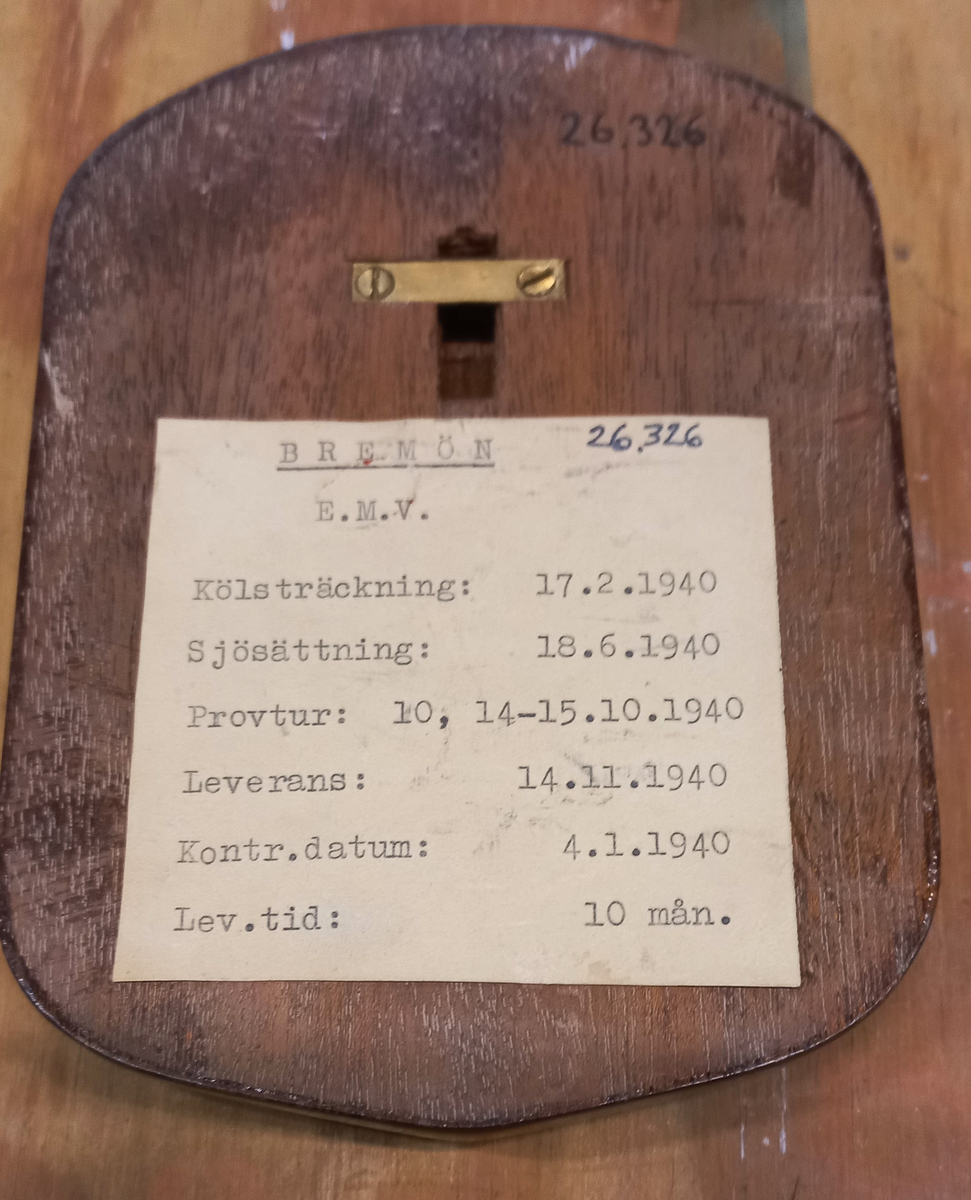 26.326
B R E M Ö N 26.326
E.M.V.
Kölsträckning: 17.2.1940
Sjösättning: 18.6.1940
Provtur: 10, 14-15.10.1940
Leverans: 14.11.1940
Kontr.datum: 4.1.1940
Lev.tid: 10 mån.